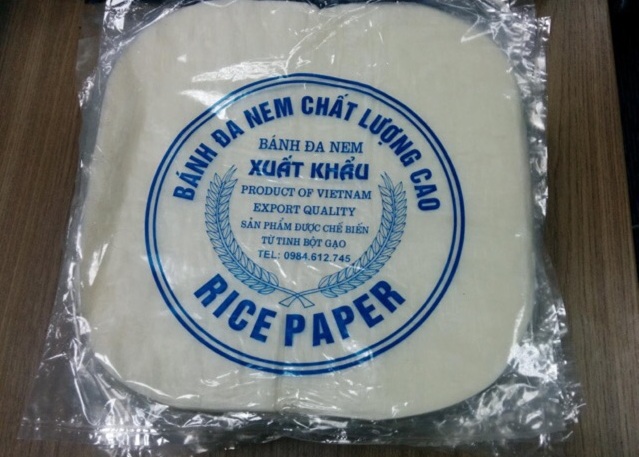 BÁNH ĐA NEM CHẤT LƯỢNG CAO
BÁNH ĐA NEM
XUẤT KHẨU
PRODUCT OF VIETNAM
EXPORT QUALITY
SẢN PHẨM ĐƯỢC CHẾ BIẾN
TỪ TINH BỘT GẠO
TEL: 0984.612.745
RICE PAPER